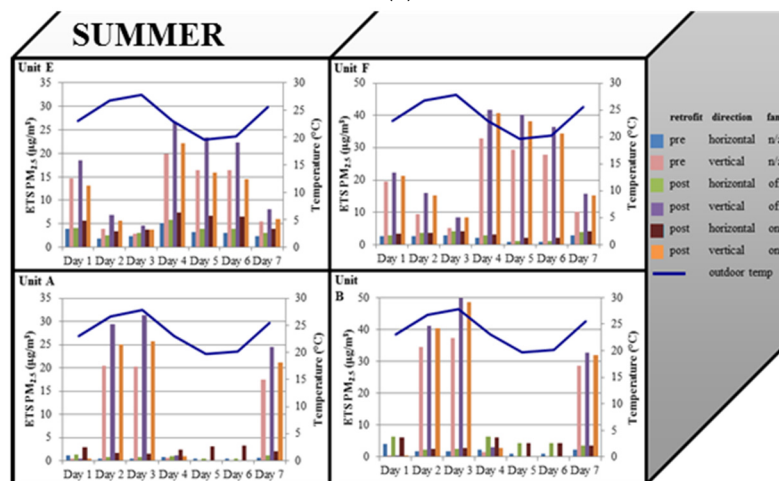 SUMMER
Unit E
Unit F
35
30
25
20
15
10
5
0
ETS PM2.5 (µg/m³)
30
25
20
15
10
5
0
Temperature (°C)
Day 1 Day 2 Day 3 Day 4 Day 5 Day 6 Day 7
50
40
30
20
10
0
ETS PM2.5 (µg/m³)
30
25
20
15
10
5
0
Temperature (°C)
Day 1 Day 2 Day 3 Day 4 Day 5 Day 6 Day 7
retrofit direction fan
pre horizontal n/a
pre vertical n/a
post horizontal of
post vertical of
post horizontal on
post vertical on
outdoor temp
Unit A
Unit
B
35
30
25
20
15
10
5
0
ETS PM2.5 (µg/m³)
30
25
20
15
10
5
0
Temperature (°C)
Day 1 Day 2 Day 3 Day 4 Day 5 Day 6 Day 7
50
40
30
20
10
0
ETS PM2.5 (µg/m³)
30
25
20
15
10
5
0
Temperature (°C)
Day 1 Day 2 Day 3 Day 4 Day 5 Day 6 Day 7